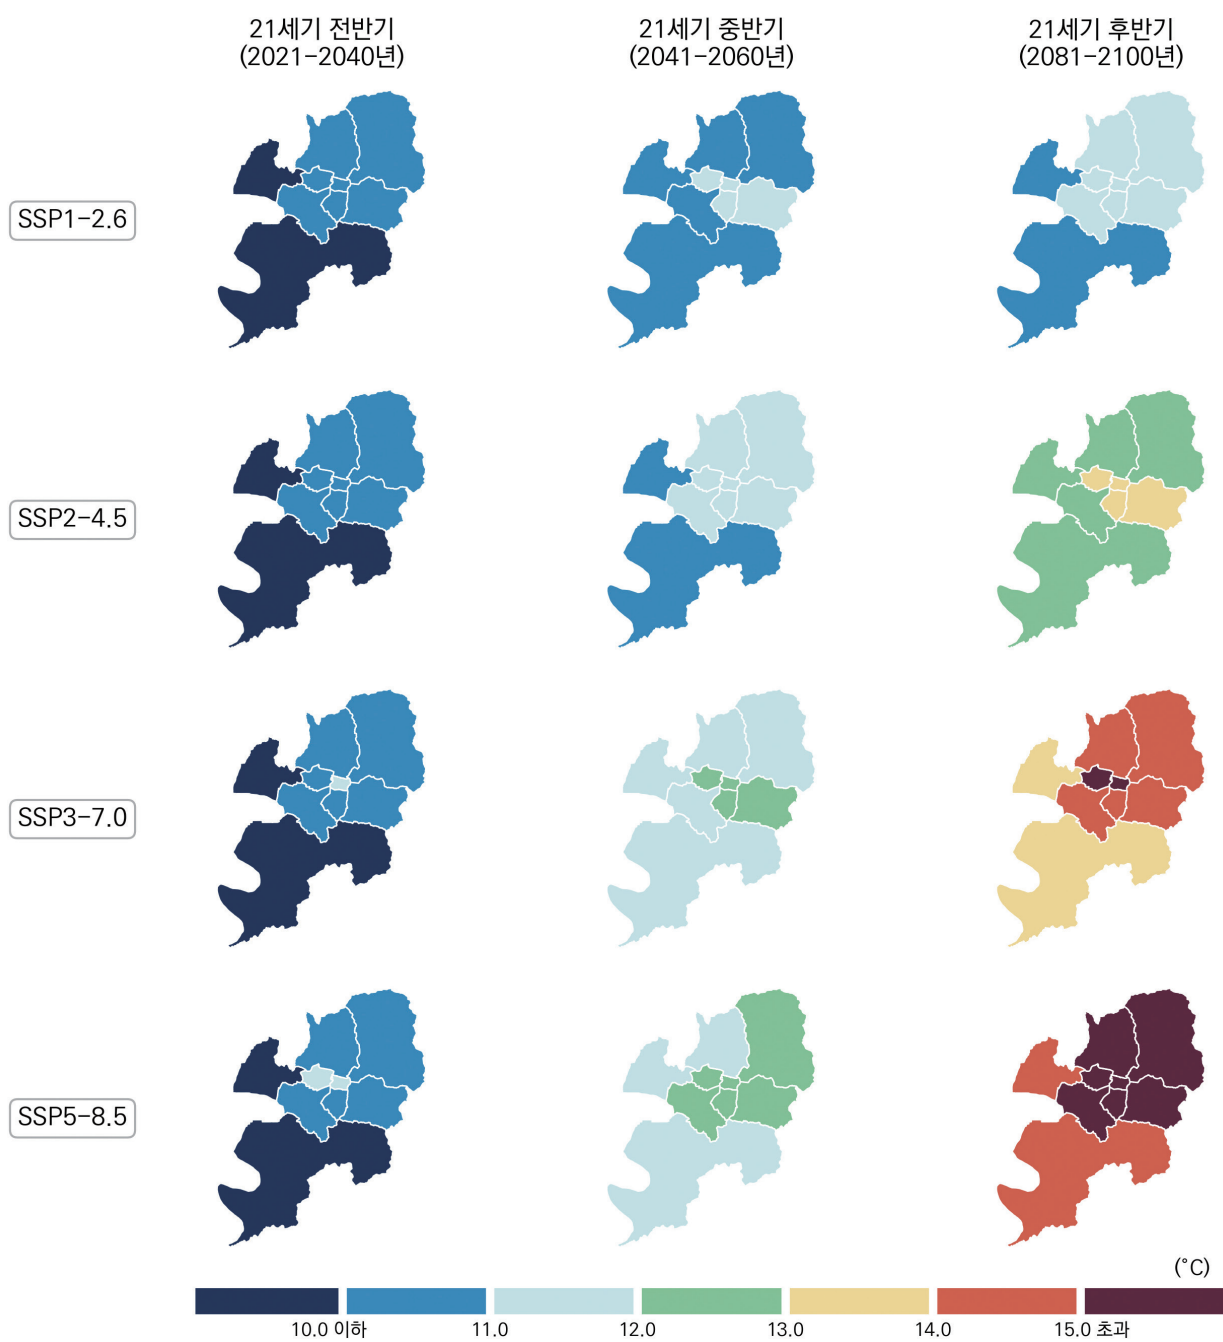 21세기 전반기
(2021-2040년)
21세기 중반기
(2041-2060년)
21세기 후반기
(2081-2100년)
SSP1-2.6
SSP2-4.5
SSP3-7.0
SSP5-8.5
(°C)
10.0 이하
11.0
12.0
13.0
14.0
15.0 초과